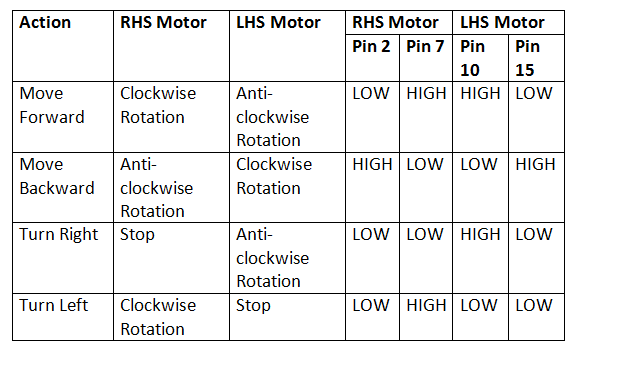 Action RHS Motor LHS Motor RHS Motor LHS Motor
Pin 2 Pin 7 Pin 10 Pin 15
Move Forward Clockwise Rotation Anti-clockwise Rotation LOW HIGH HIGH LOW
Move Backward Anti-clockwise Rotation Clockwise Rotation HIGH LOW LOW HIGH
Turn Right Stop Anti-clockwise Rotation LOW LOW HIGH LOW
Turn Left Clockwise Rotation Stop LOW HIGH LOW LOW